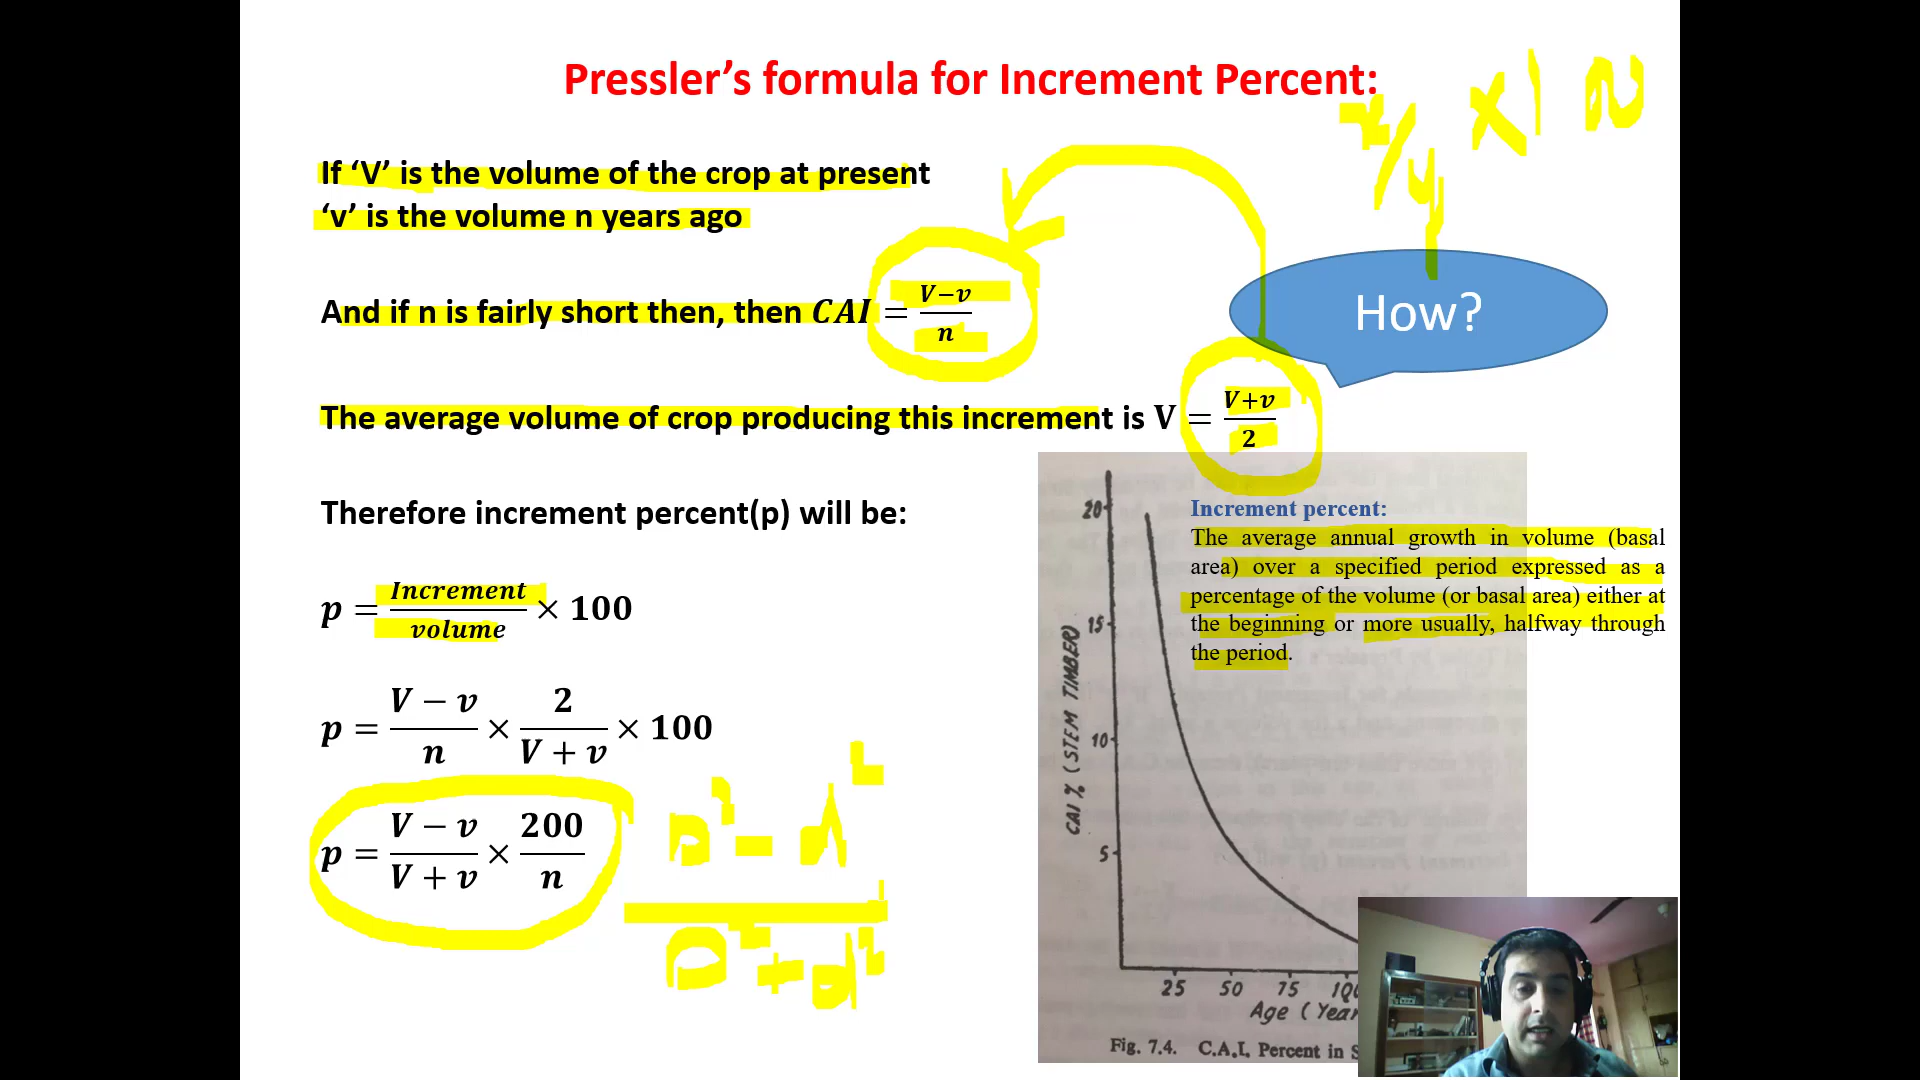 Pressler’s formula for Increment Percent:
If ‘V’ is the volume of the crop at present
‘v’ is the volume n years ago
And if n is fairly short then, then CAI = V−v / n
How?
The average volume of crop producing this increment is V = V+v / 2
Therefore increment percent(p) will be:
p = Increment / volume × 100
p = V − v / n × 2 / V + v × 100
p = V − v / V + v × 200 / n
Increment percent:
The average annual growth in volume (basal
area) over a specified period expressed as a
percentage of the volume (or basal area) either at
the beginning or more usually, halfway through
the period.
CAI % (STEM TIMBER)
20
15
10
5
25 50 75
Age (Year
Fig. 7.4. C.A.I. Percent in S